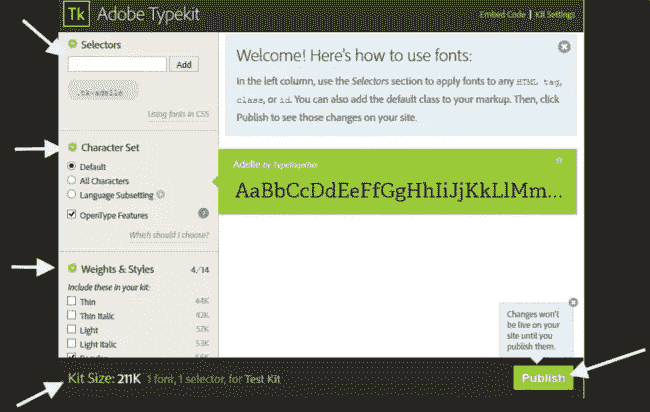 Tk Adobe Typekit
Embed Code | Kit Settings
Selectors
Add
.tk-adelle
Using fonts in CSS
Character Set
Default
All Characters
Language Subsetting
OpenType Features
Which should I choose?
Weights & Styles 4/14
Include these in your kit:
Thin 44K
Thin Italic 42K
Light 57K
Light Italic 53K
Welcome! Here's how to use fonts:
In the left column, use the Selectors section to apply fonts to any HTML tag,
class, or id. You can also add the default class to your markup. Then, click
Publish to see those changes on your site.
Adelle by TypeTogether
AaBbCcDdEeFfGgHhIiJjKkLlMm...
Changes won't
be live on your
site until you
publish them.
Kit Size: 211K 1 font, 1 selector, for Test Kit
Publish